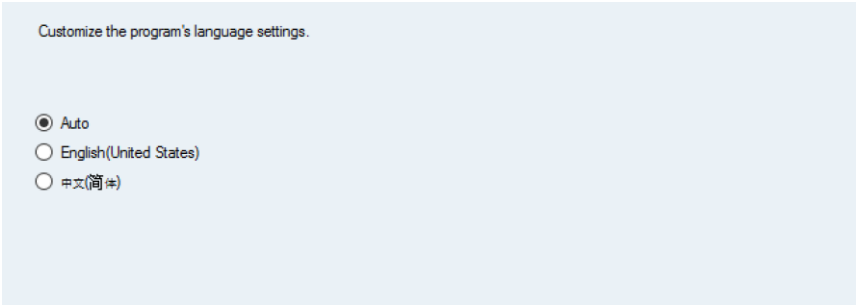 Customize the program's language settings.
Auto
English(United States)
中文(简体)